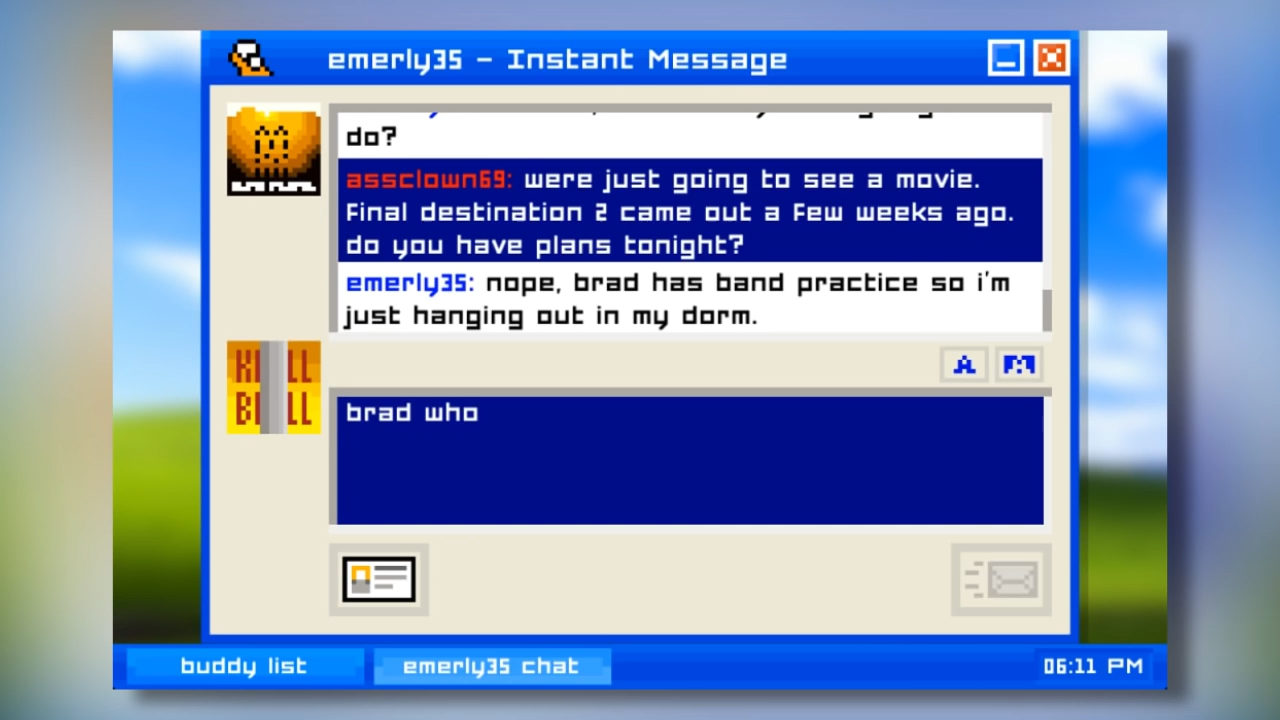 emerly35 - Instant Message
do?
assclown69: were just going to see a movie.
Final destination 2 came out a few weeks ago.
do you have plans tonight?
emerly35: nope, brad has band practice so i'm
just hanging out in my dorm.
KILL
BILL
A
brad who
buddy list
emerly35 chat
06:11 PM